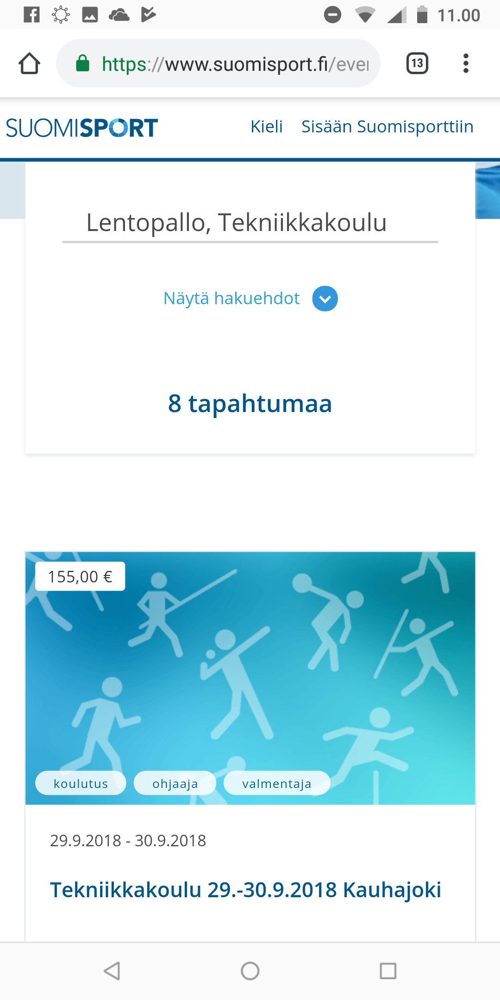 11.00
https://www.suomisport.fi/eve
13
SUOMISPORT
Kieli Sisään Suomisporttiin
Lentopallo, Tekniikkakoulu
Näytä hakuehdot
8 tapahtumaa
155,00 €
koulutus ohjaaja valmentaja
29.9.2018 - 30.9.2018
Tekniikkakoulu 29.-30.9.2018 Kauhajoki